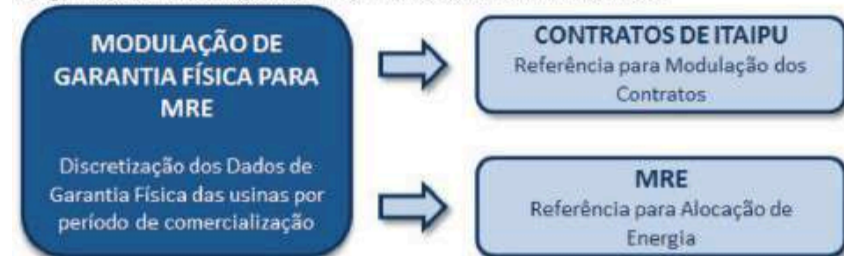 MODULAÇÃO DE
GARANTIA FÍSICA PARA
MRE
Discretização dos Dados de
Garantia Física das usinas por
período de comercialização
CONTRATOS DE ITAIPU
Referência para Modulação dos
Contratos
MRE
Referência para Alocação de
Energia